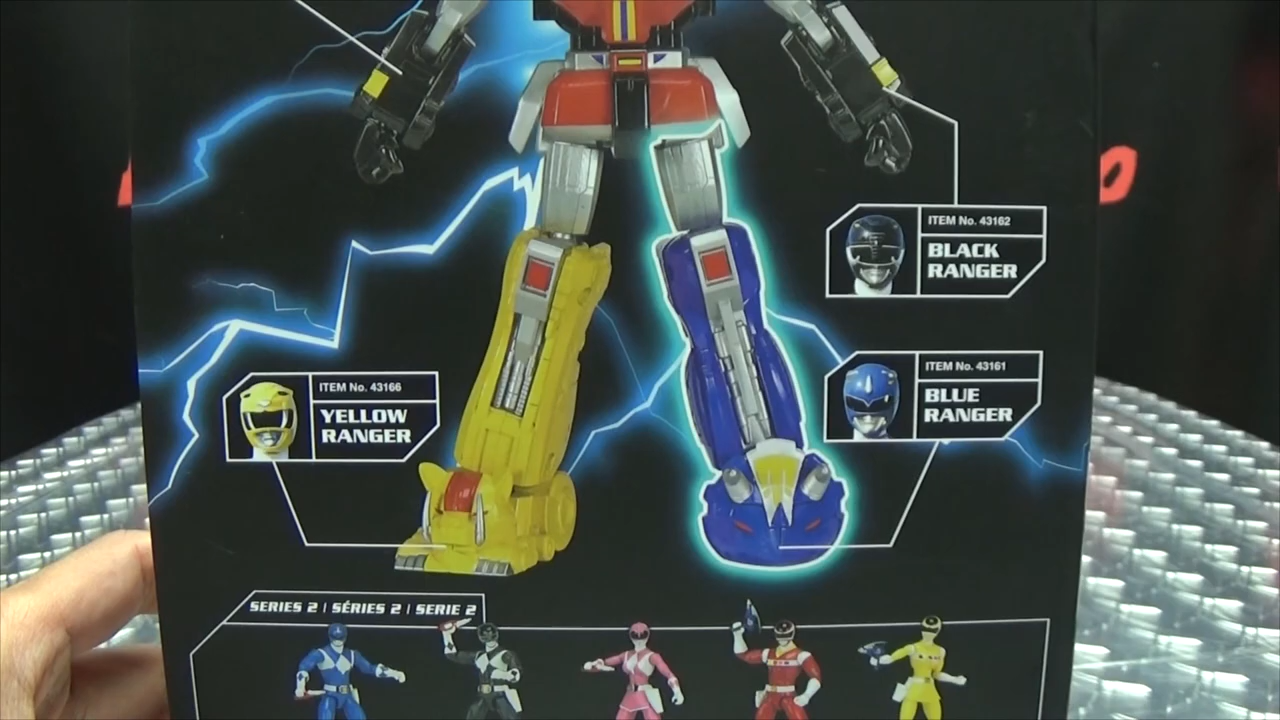 ITEM No. 43162
BLACK
RANGER
ITEM No. 43161
BLUE
RANGER
ITEM No. 43166
YELLOW
RANGER
SERIES 2 | SÉRIES 2 | SERIE 2